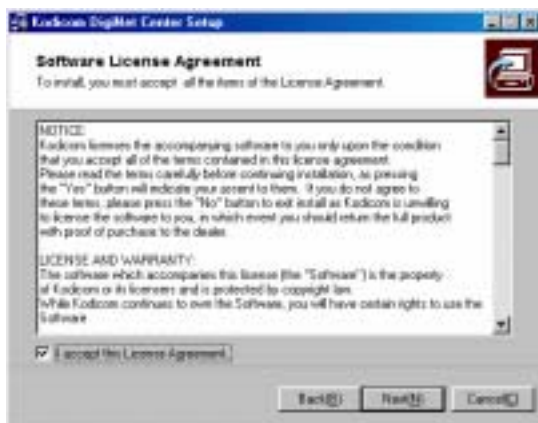 Kodicom DigiNet Center Setup
Software License Agreement
To install, you must accept all the items of the License Agreement.
NOTICE:
Kodicom licenses the accompanying software to you only upon the condition
that you accept all of the terms contained in this license agreement.
Please read the terms carefully before continuing installation, as pressing
the "Yes" button will indicate your assent to them. If you do not agree to
these terms, please press the "No" button to exit install as Kodicom is unwilling
to license the software to you, in which event you should return the full product
with proof of purchase to the dealer.
LICENSE AND WARRANTY:
The software which accompanies this license (the "Software") is the property
of Kodicom or its licensors and is protected by copyright law.
While Kodicom continues to own the Software, you will have certain rights to use the
Software
I accept this License Agreement.
Back(B)
Next(N)
Cancel(C)